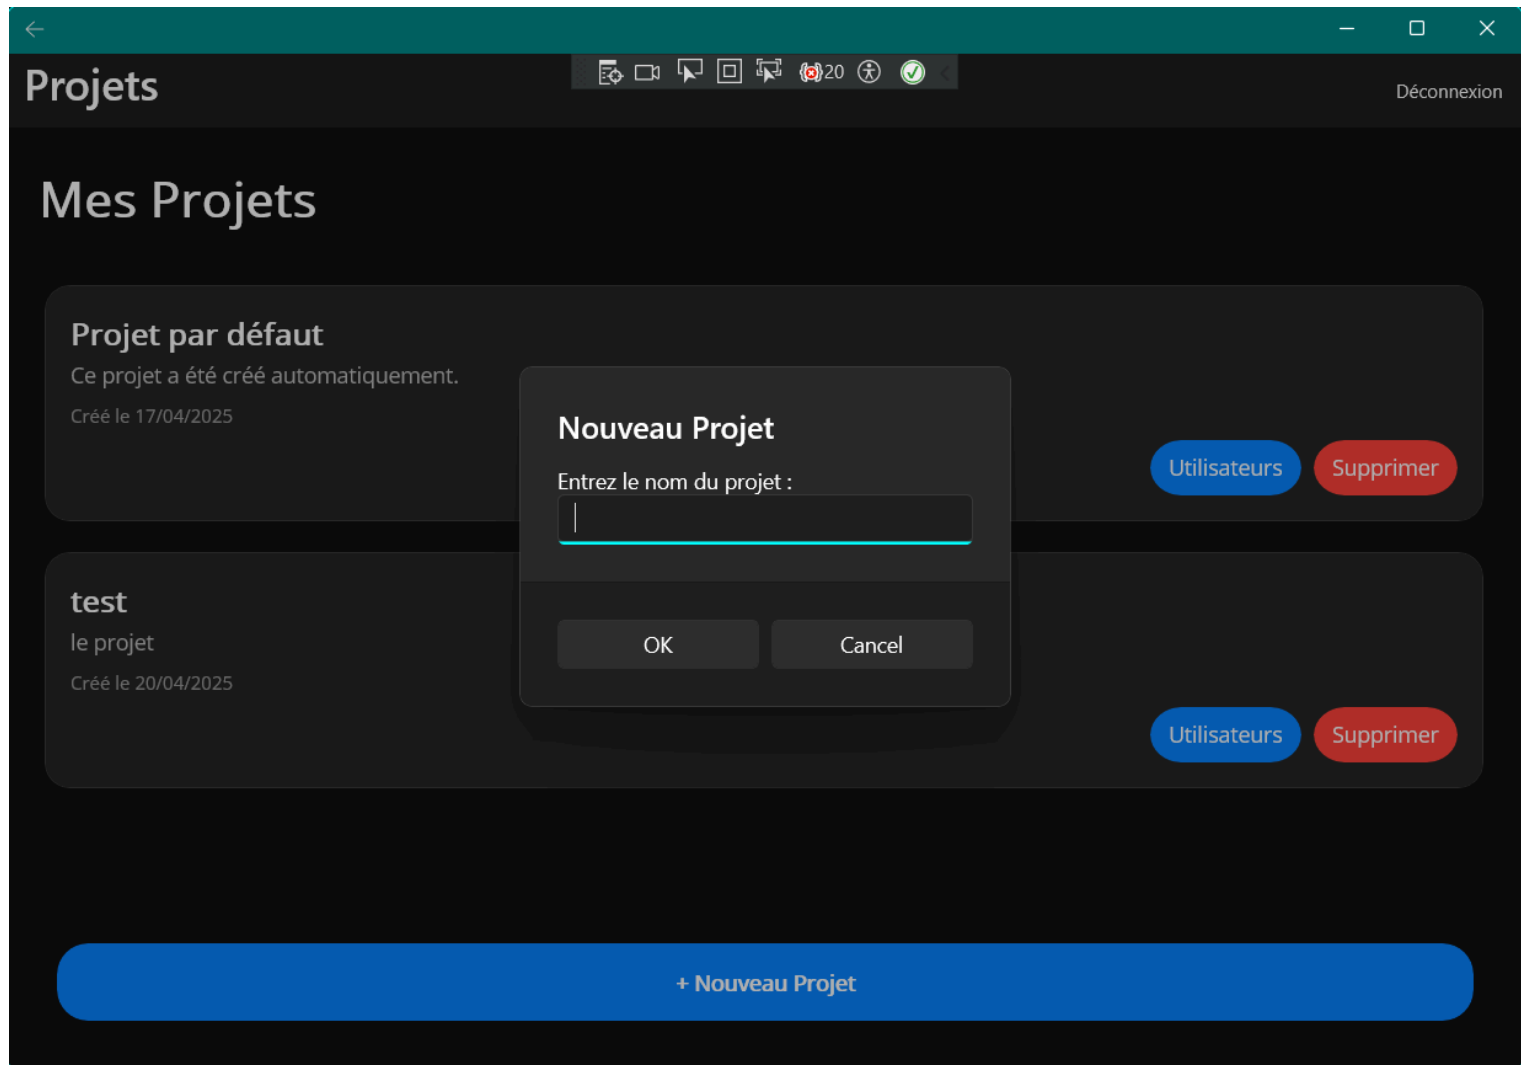 Projets
20
Déconnexion
Mes Projets
Projet par défaut
Ce projet a été créé automatiquement.
Créé le 17/04/2025
Utilisateurs
Supprimer
Nouveau Projet
Entrez le nom du projet :
OK
Cancel
test
le projet
Créé le 20/04/2025
Utilisateurs
Supprimer
+ Nouveau Projet